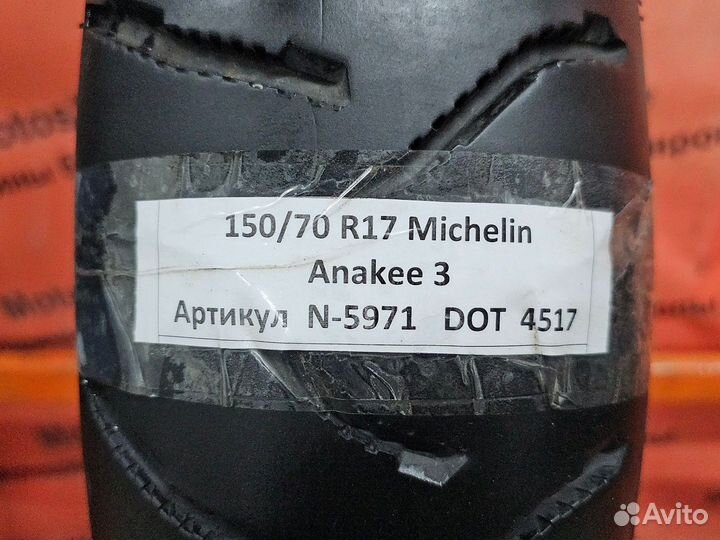 150/70 R17 Michelin
Anakee 3
Артикул N-5971 DOT 4517
Avito